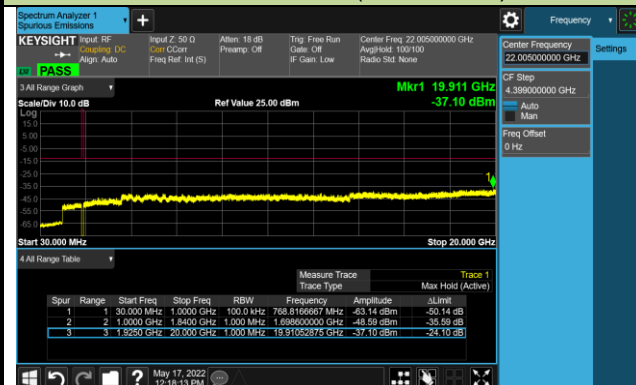 Spectrum Analyzer 1
Spurious Emissions
Frequency
KEYSIGHT
Input: RF
Coupling: DC
Align: Auto
Input Z: 50 Ω
Corr CCorr
Freq Ref: Int (S)
Atten: 18 dB
Preamp: Off
Trig: Free Run
Gate: Off
IF Gain: Low
Center Freq: 22.005000000 GHz
Avg|Hold: 100/100
Radio Std: None
PASS
3 All Range Graph
Mkr1 19.911 GHz
Scale/Div 10.0 dB
Ref Value 25.00 dBm
-37.10 dBm
Log
15.0
5.00
-5.00
-15.0
-25.0
-35.0
-45.0
-55.0
-65.0
1
Start 30.000 MHz
Stop 20.000 GHz
4 All Range Table
Measure Trace Trace 1
Trace Type Max Hold (Active)
Spur Range Start Freq Stop Freq RBW Frequency Amplitude ΔLimit
1 1 30.000 MHz 1.0000 GHz 100.0 kHz 768.8166667 MHz -63.14 dBm -50.14 dB
2 2 1.0000 GHz 1.8400 GHz 1.000 MHz 1.698600000 GHz -48.59 dBm -35.59 dB
3 3 1.9250 GHz 20.000 GHz 1.000 MHz 19.91052875 GHz -37.10 dBm -24.10 dB
Center Frequency
22.005000000 GHz
Settings
CF Step
4.399000000 GHz
Auto
Man
Freq Offset
0 Hz
May 17, 2022
12:18:13 PM